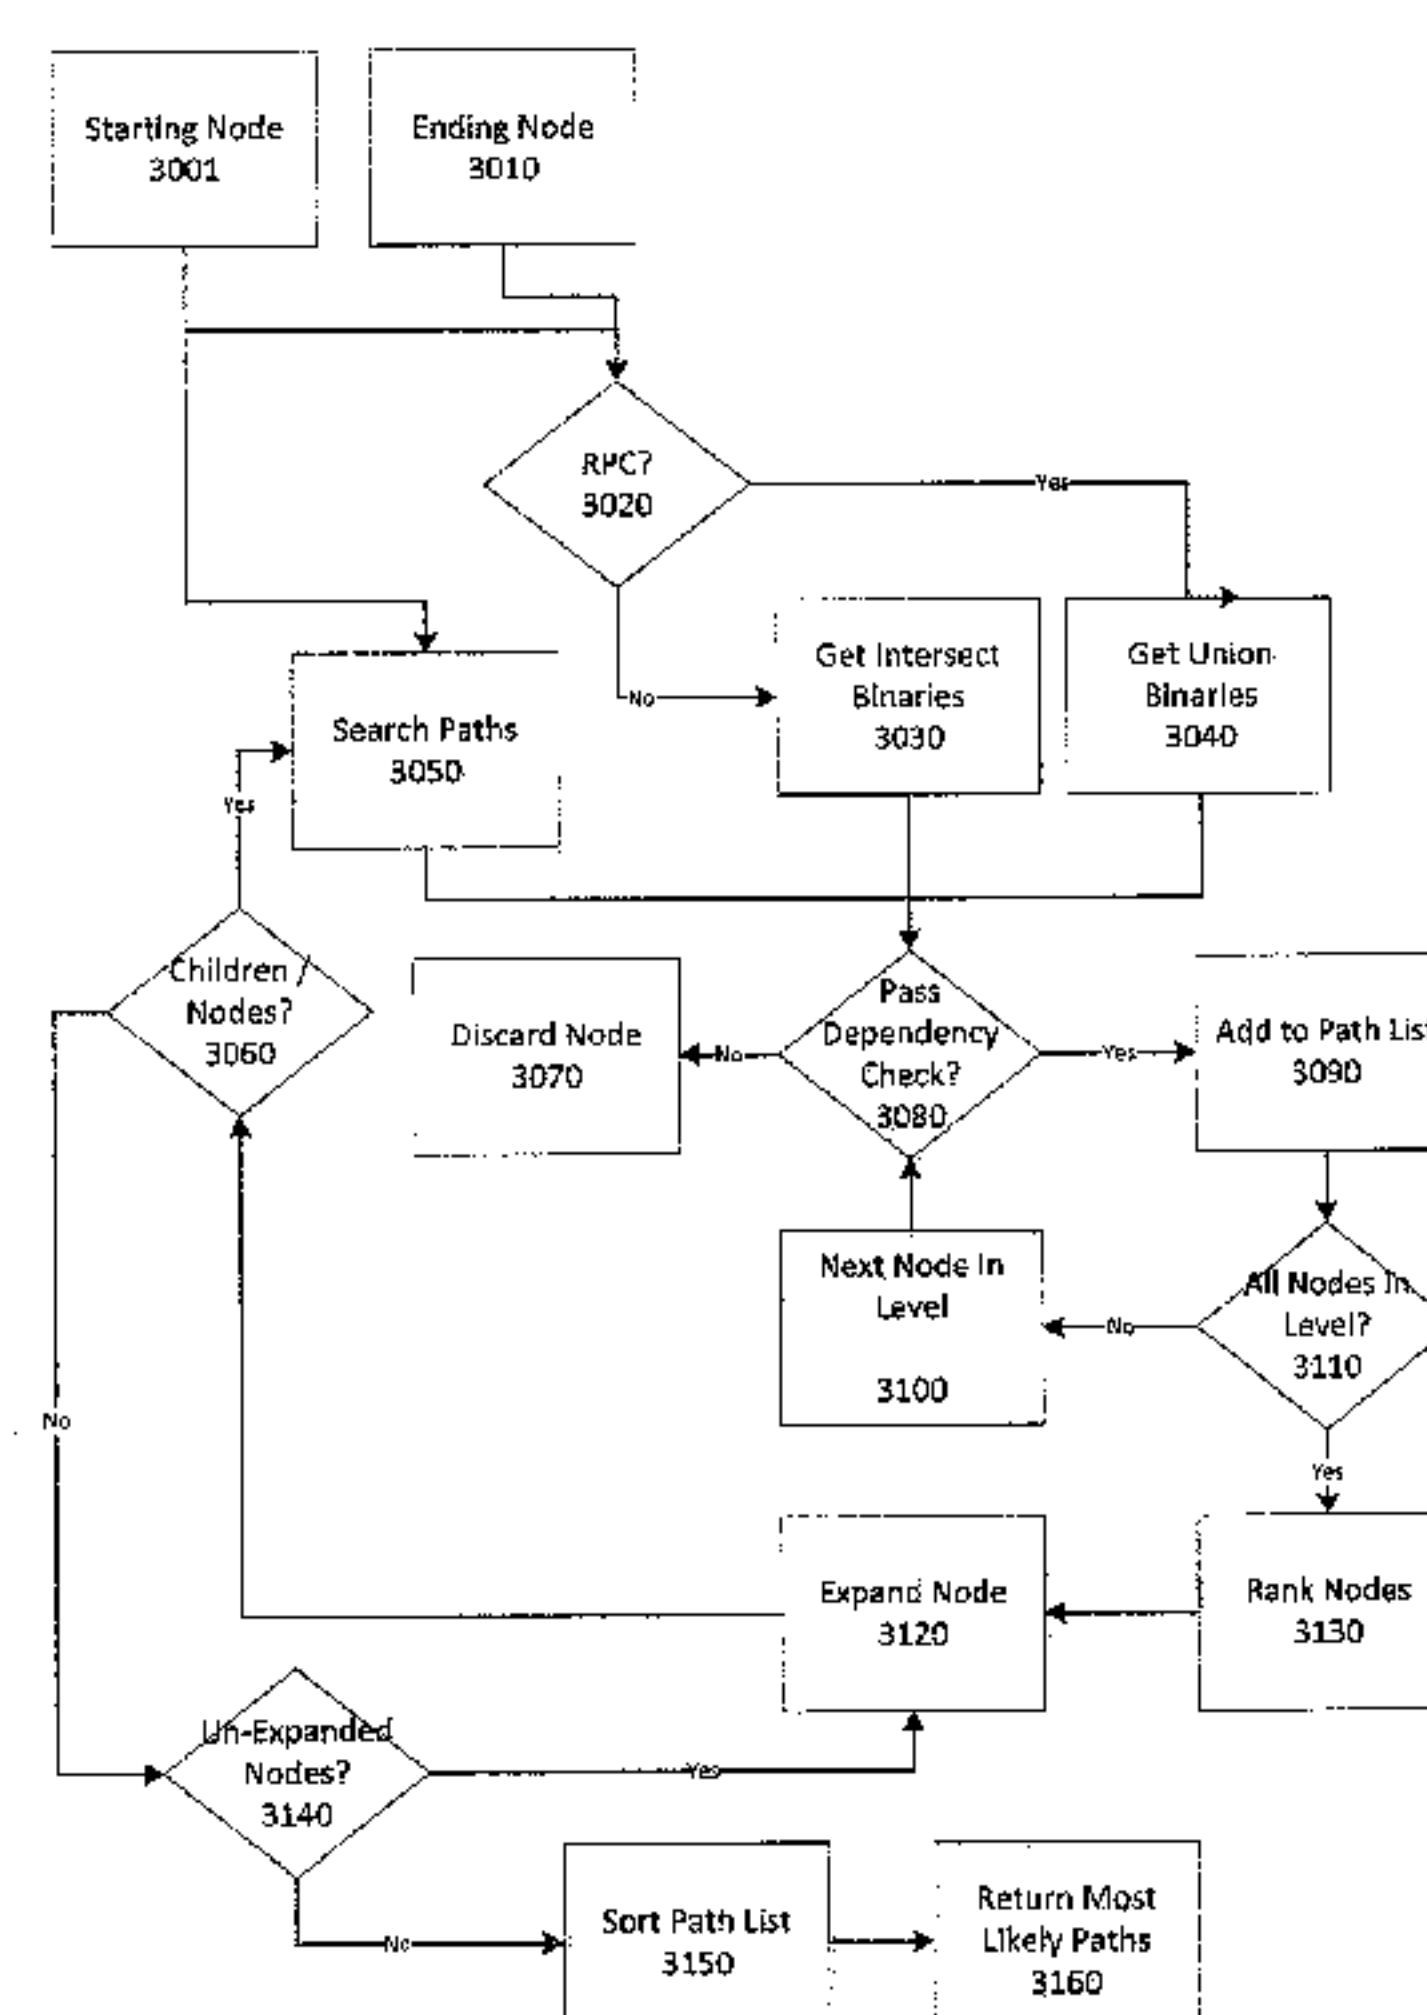 Starting Node
3001
Ending Node
3010
RPC?
3020
Yes
No
Get Intersect
Binaries
3030
Get Union
Binaries
3040
Search Paths
3050
Yes
Children /
Nodes?
3060
Discard Node
3070
No
Pass
Dependency
Check?
3080
Yes
Add to Path List
3090
Next Node In
Level
3100
No
All Nodes In
Level?
3110
No
Yes
Expand Node
3120
Rank Nodes
3130
Un-Expanded
Nodes?
3140
Yes
No
Sort Path List
3150
Return Most
Likely Paths
3160